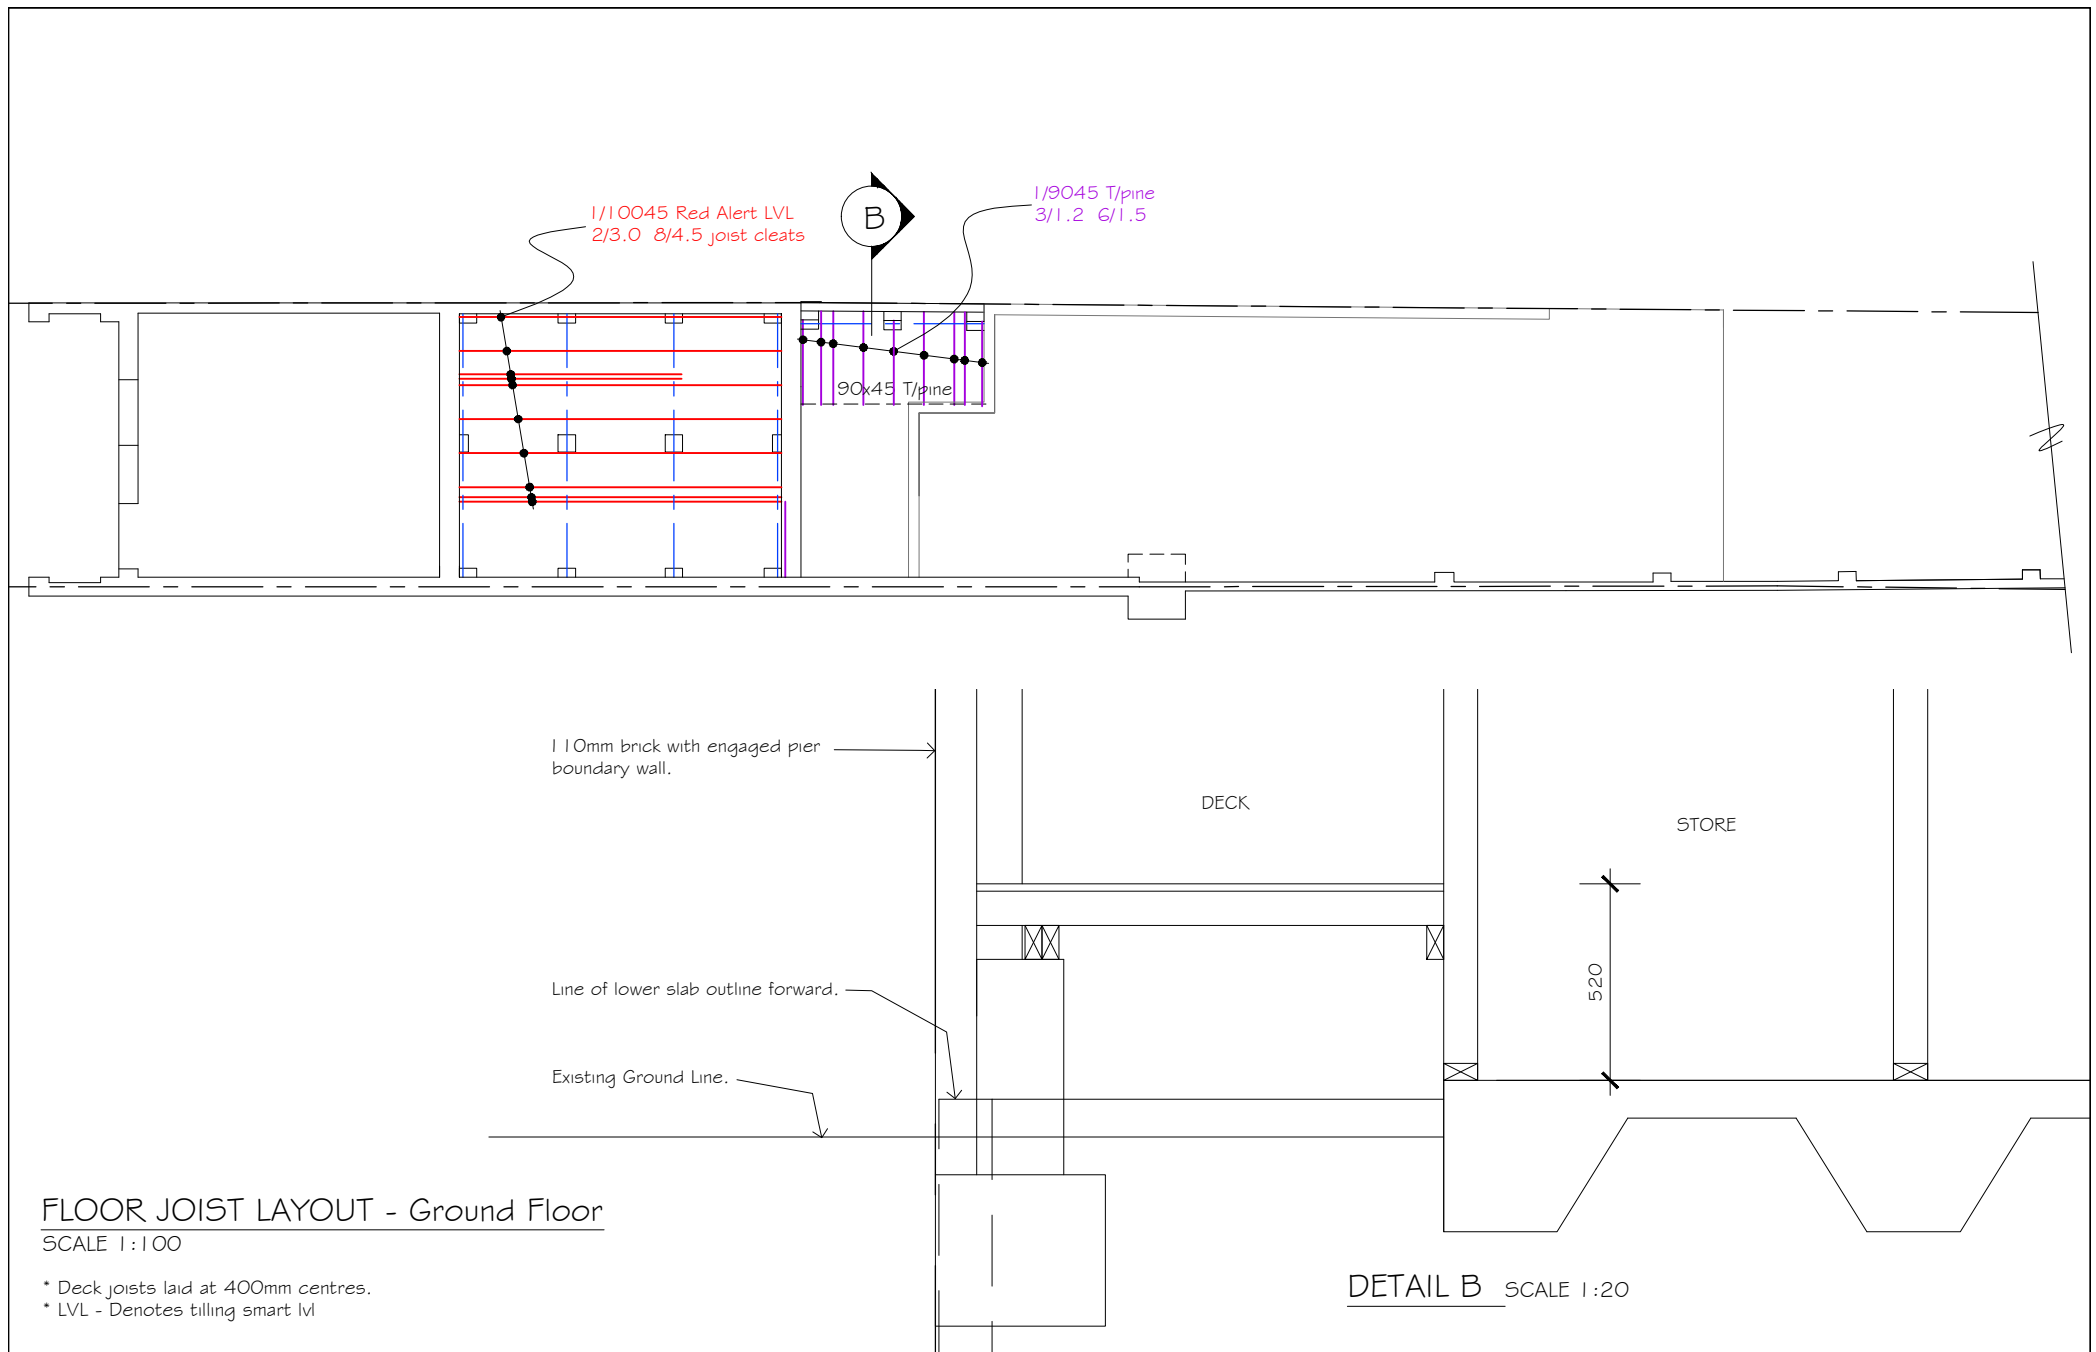 1/10045 Red Alert LVL
2/3.0 8/4.5 joist cleats
B
1/9045 T/pine
3/1.2 6/1.5
90x45 T/pine
110mm brick with engaged pier
boundary wall.
DECK
STORE
520
Line of lower slab outline forward.
Existing Ground Line.
FLOOR JOIST LAYOUT - Ground Floor
SCALE 1:100
* Deck joists laid at 400mm centres.
* LVL - Denotes tilling smart lvl
DETAIL B SCALE 1:20